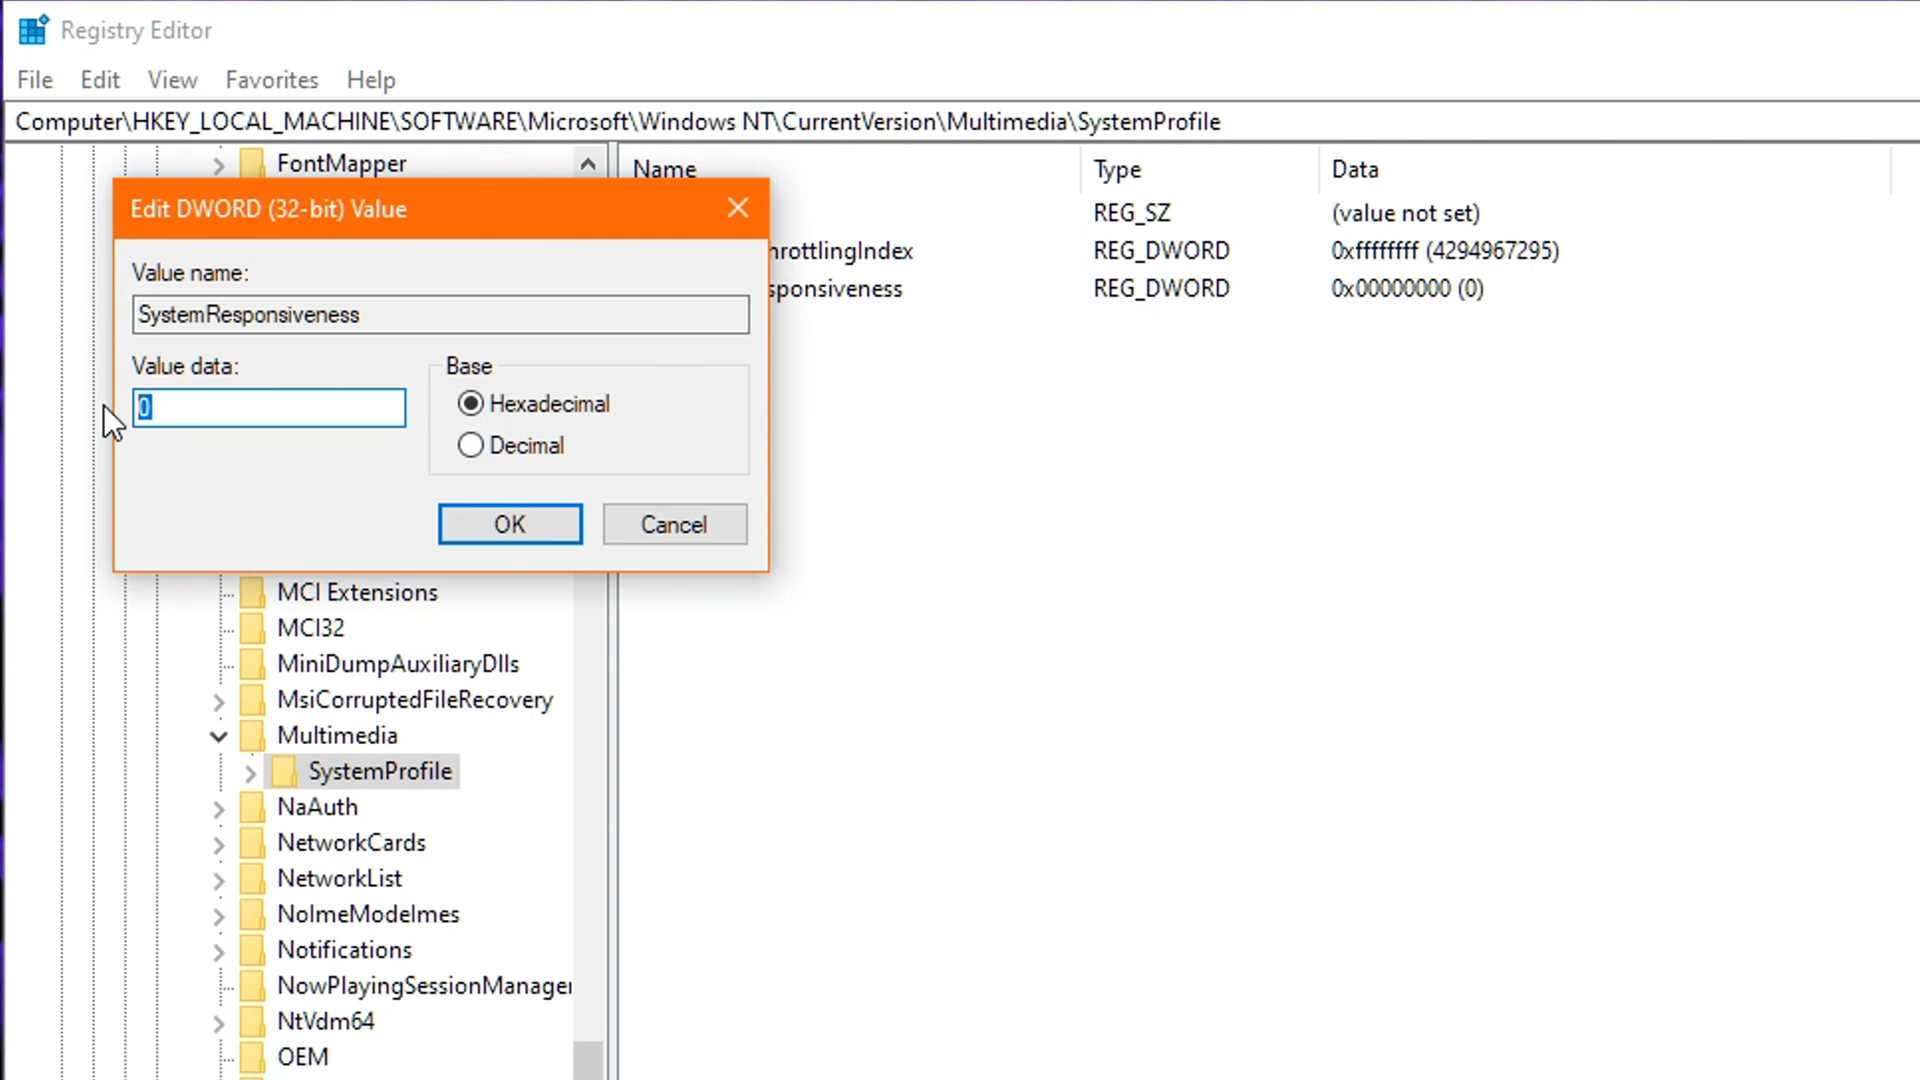 Registry Editor
File Edit View Favorites Help
Computer\HKEY_LOCAL_MACHINE\SOFTWARE\Microsoft\Windows NT\CurrentVersion\Multimedia\SystemProfile
FontMapper
Name Type Data
REG_SZ (value not set)
hrottlingIndex REG_DWORD 0xffffffff (4294967295)
sponsiveness REG_DWORD 0x00000000 (0)
Edit DWORD (32-bit) Value
Value name:
SystemResponsiveness
Value data:
0
Base
Hexadecimal
Decimal
OK Cancel
MCI Extensions
MCI32
MiniDumpAuxiliaryDlls
MsiCorruptedFileRecovery
Multimedia
SystemProfile
NaAuth
NetworkCards
NetworkList
NoImeModeImes
Notifications
NowPlayingSessionManager
NtVdm64
OEM